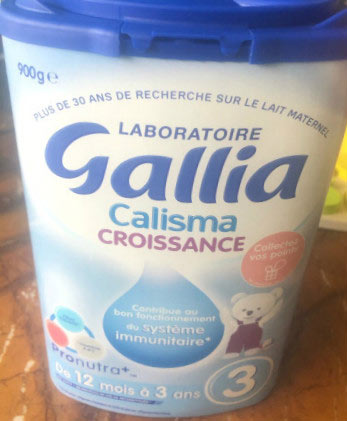 900g e
PLUS DE 30 ANS DE RECHERCHE SUR LE LAIT MATERNEL
LABORATOIRE
Gallia
Calisma
CROISSANCE
Collectez
vos points
Contribue au
bon fonctionnement
du système
immunitaire*
Pronutra+
De 12 mois à 3 ans
3